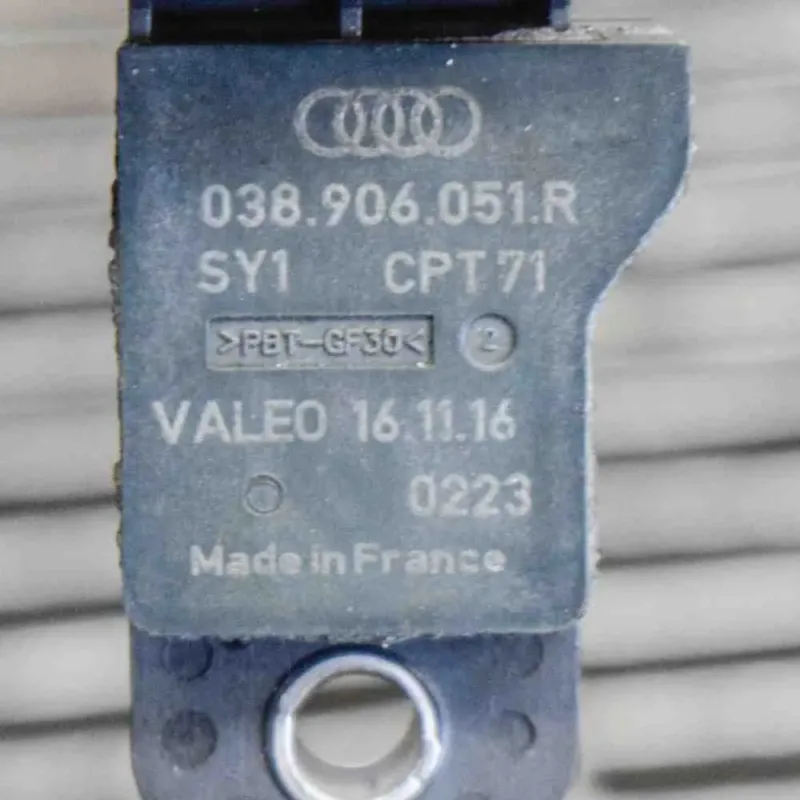 038.906.051.R
SY1 CPT 71
>PBT-GF30< 2
VALEO 16.11.16
0223
Made in France